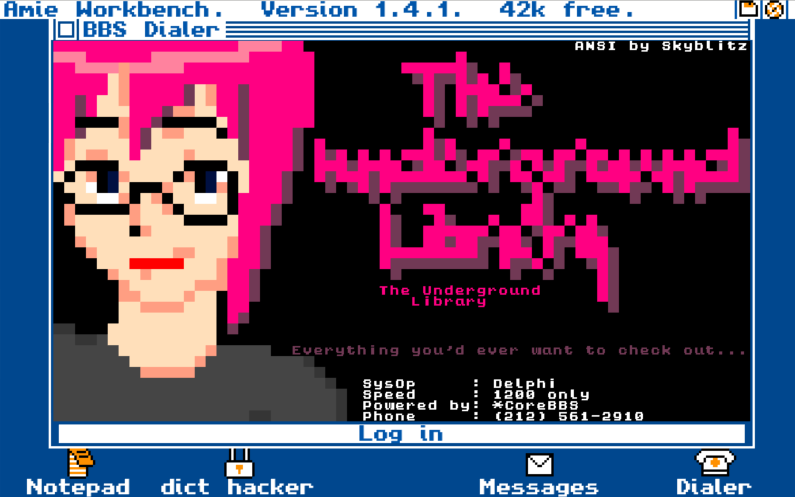 Amie Workbench. Version 1.4.1. 42k free.
BBS Dialer
ANSI by Skyblitz
The
Underground
Library
The Underground
Library
Everything you'd ever want to check out...
SysOp : Delphi
Speed : 1200 only
Powered by: *CoreBBS
Phone : (212) 561-2910
Log in
Notepad dict hacker Messages Dialer